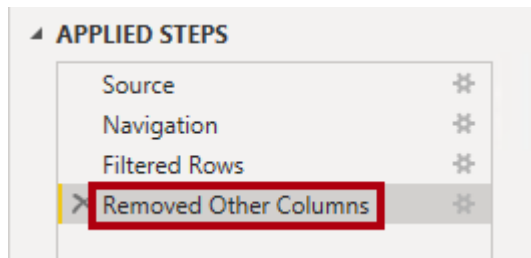 APPLIED STEPS
Source
Navigation
Filtered Rows
Removed Other Columns